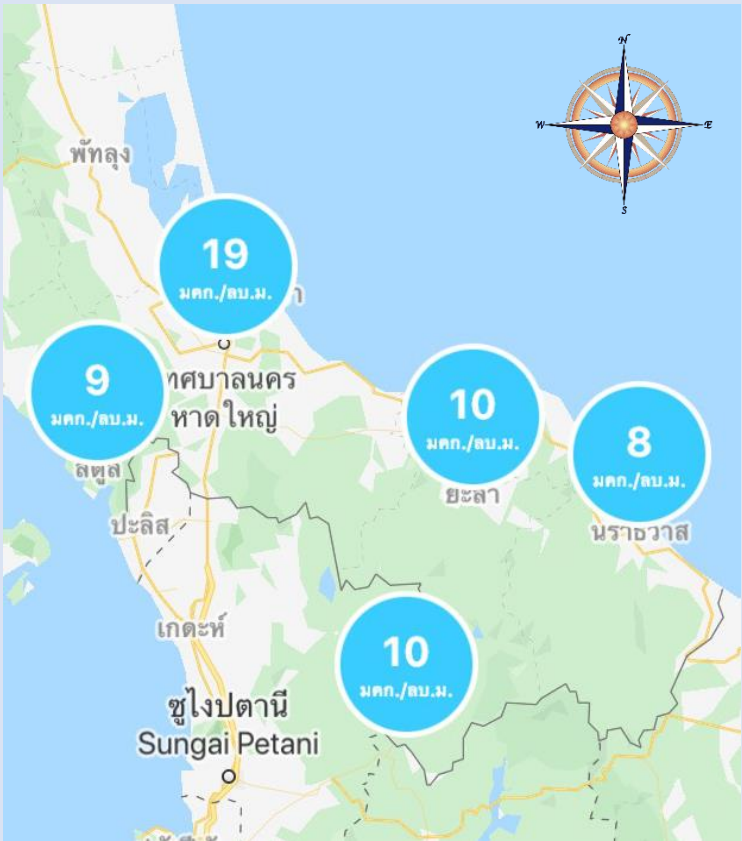 N
W
E
S
พัทลุง
19
มคก./ลบ.ม.
9
มคก./ลบ.ม.
หาดใหญ่
สตูล
ปะลิส
10
มคก./ลบ.ม.
ยะลา
8
มคก./ลบ.ม.
นราธิวาส
เกดะห์
10
มคก./ลบ.ม.
ซูไงปตานี
Sungai Petani